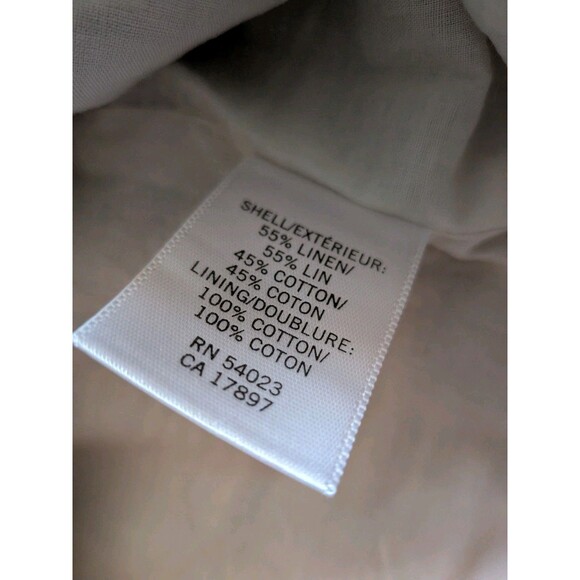 SHELL/EXTÉRIEUR:
55% LINEN/
55% LIN
45% COTTON/
45% COTON
LINING/DOUBLURE:
100% COTTON/
100% COTON
RN 54023
CA 17897